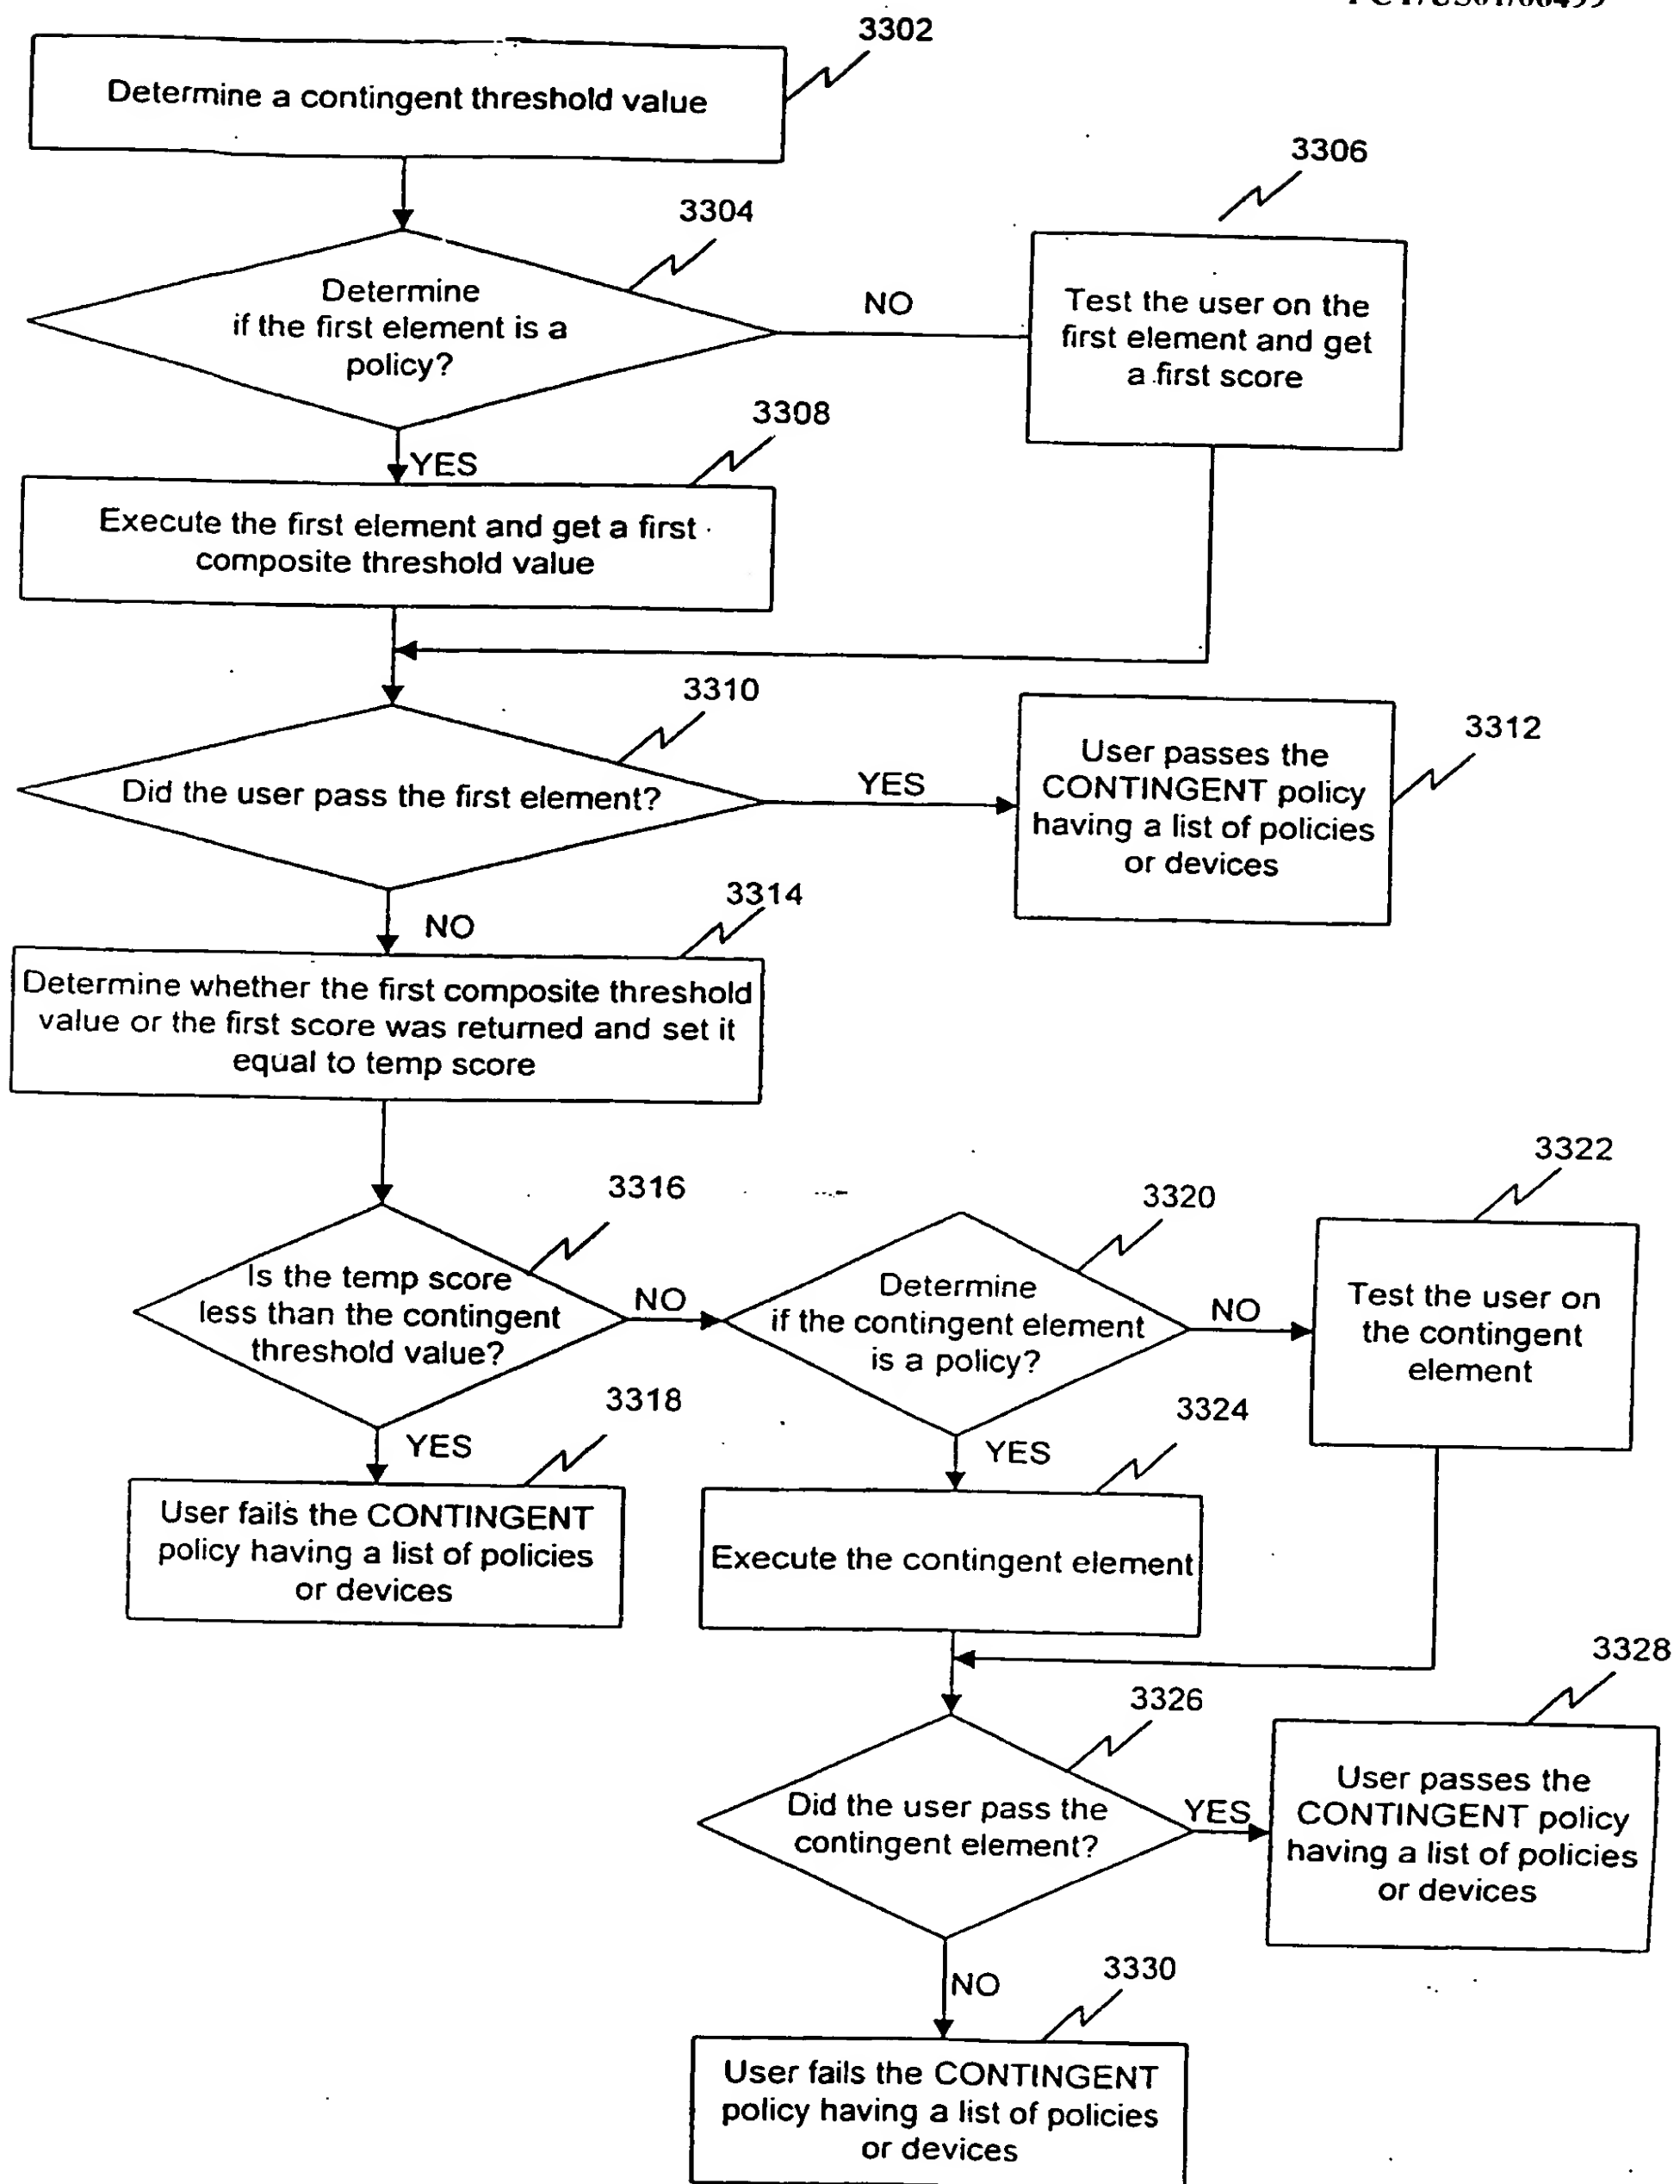 3302
Determine a contingent threshold value
3306
3304
Determine
if the first element is a
policy?
NO
Test the user on the
first element and get
a first score
3308
YES
Execute the first element and get a first
composite threshold value
3310
3312
Did the user pass the first element?
YES
User passes the
CONTINGENT policy
having a list of policies
or devices
3314
NO
Determine whether the first composite threshold
value or the first score was returned and set it
equal to temp score
3322
3316
3320
Is the temp score
less than the contingent
threshold value?
NO
Determine
if the contingent element
is a policy?
NO
Test the user on
the contingent
element
3318
3324
YES
YES
User fails the CONTINGENT
policy having a list of policies
or devices
Execute the contingent element
3328
3326
Did the user pass the
contingent element?
YES
User passes the
CONTINGENT policy
having a list of policies
or devices
NO
3330
User fails the CONTINGENT
policy having a list of policies
or devices